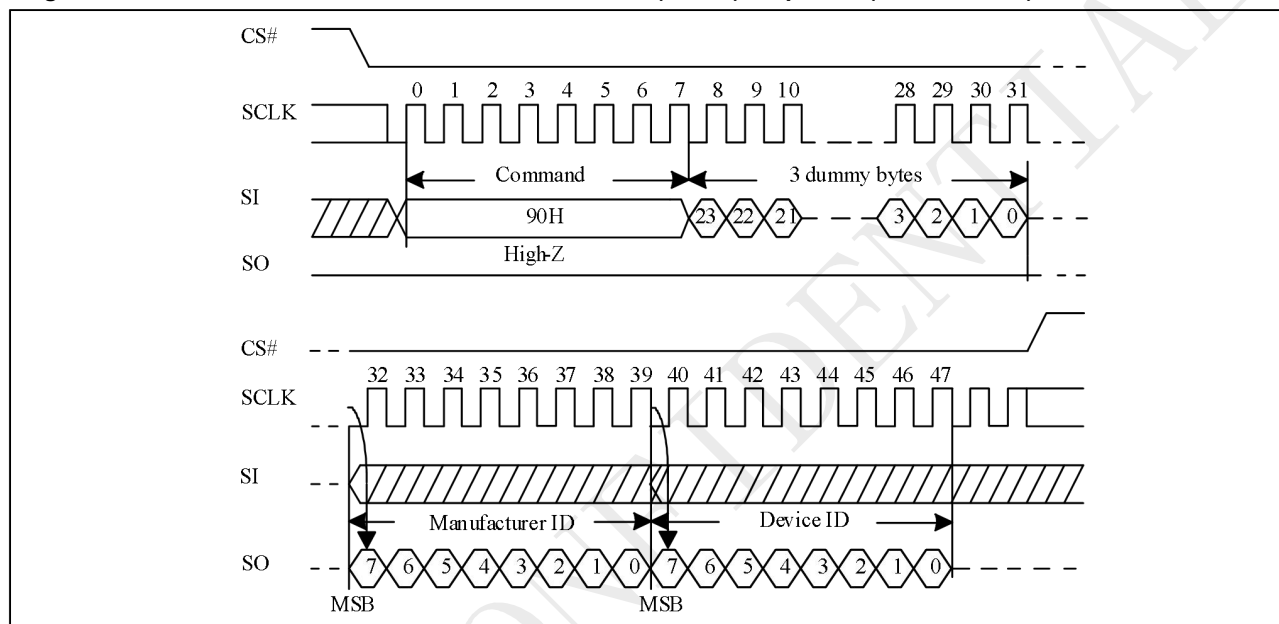 CS#
0 1 2 3 4 5 6 7 8 9 10 28 29 30 31
SCLK
Command 3 dummy bytes
SI
90H 23 22 21 3 2 1 0
High-Z
SO
CS#
32 33 34 35 36 37 38 39 40 41 42 43 44 45 46 47
SCLK
SI
Manufacturer ID Device ID
SO 7 6 5 4 3 2 1 0 7 6 5 4 3 2 1 0
MSB MSB